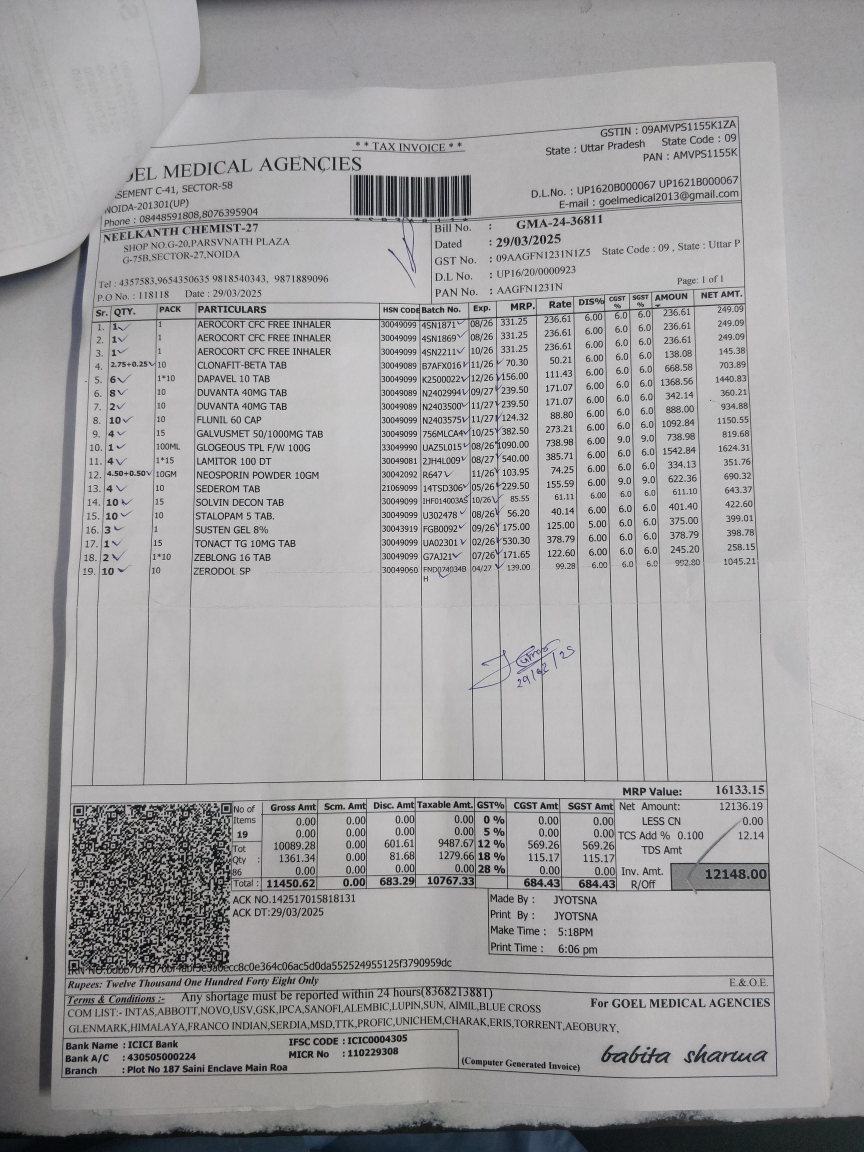 ** TAX INVOICE **
GSTIN : 09AMVPS1155K1ZA
State : Uttar Pradesh State Code : 09
PAN : AMVPS1155K
OEL MEDICAL AGENCIES
SEMENT C-41, SECTOR-58
NOIDA-201301(UP)
Phone : 08448591808,8076395904
D.L.No. : UP1620B000067 UP1621B000067
E-mail : goelmedical2013@gmail.com
NEELKANTH CHEMIST-27
SHOP NO.G-20,PARSVNATH PLAZA
G-75B,SECTOR-27,NOIDA
Tel : 4357583,9654350635 9818540343, 9871889096
P.O No. : 118118 Date : 29/03/2025
Bill No. : GMA-24-36811
Dated : 29/03/2025
GST No. : 09AAGFN1231N1Z5 State Code : 09 , State : Uttar P
D.L No. : UP16/20/0000923
PAN No. : AAGFN1231N Page: 1 of 1
Sr. QTY. PACK PARTICULARS HSN CODE Batch No. Exp. MRP. Rate DIS% CGST % SGST % AMOUN NET AMT.
1. 1 1 AEROCORT CFC FREE INHALER 30049099 4SN1871 08/26 331.25 236.61 6.00 6.0 6.0 236.61 249.09
2. 1 1 AEROCORT CFC FREE INHALER 30049099 4SN1869 08/26 331.25 236.61 6.00 6.0 6.0 236.61 249.09
3. 1 1 AEROCORT CFC FREE INHALER 30049099 4SN2211 10/26 331.25 236.61 6.00 6.0 6.0 236.61 249.09
4. 2.75+0.25 10 CLONAFIT-BETA TAB 30049089 B7AFX016 11/26 70.30 50.21 6.00 6.0 6.0 138.08 145.38
5. 6 1*10 DAPAVEL 10 TAB 30049099 K2500022 12/26 156.00 111.43 6.00 6.0 6.0 668.58 703.89
6. 8 10 DUVANTA 40MG TAB 30049089 N2402994 09/27 239.50 171.07 6.00 6.0 6.0 1368.56 1440.83
7. 2 10 DUVANTA 40MG TAB 30049089 N2403500 11/27 239.50 171.07 6.00 6.0 6.0 342.14 360.21
8. 10 10 FLUNIL 60 CAP 30049099 N2403575 11/27 124.32 88.80 6.00 6.0 6.0 888.00 934.88
9. 4 15 GALVUSMET 50/1000MG TAB 30049099 756MLCA4 10/25 382.50 273.21 6.00 6.0 6.0 1092.84 1150.55
10. 1 100ML GLOGEOUS TPL F/W 100G 33049990 UAZ5L015 08/26 1090.00 738.98 6.00 9.0 9.0 738.98 819.68
11. 4 1*15 LAMITOR 100 DT 30049081 2JH4L009 08/27 540.00 385.71 6.00 6.0 6.0 1542.84 1624.31
12. 4.50+0.50 10GM NEOSPORIN POWDER 10GM 30042092 R647 11/26 103.95 74.25 6.00 6.0 6.0 334.13 351.76
13. 4 10 SEDEROM TAB 21069099 14TSD306 05/26 229.50 155.59 6.00 9.0 9.0 622.36 690.32
14. 10 15 SOLVIN DECON TAB 30049099 IHF014003AS 10/26 85.55 61.11 6.00 6.0 6.0 611.10 643.37
15. 10 10 STALOPAM 5 TAB. 30049099 U302478 08/26 56.20 40.14 6.00 6.0 6.0 401.40 422.60
16. 3 1 SUSTEN GEL 8% 30043919 FGB0092 09/26 175.00 125.00 5.00 6.0 6.0 375.00 399.01
17. 1 15 TONACT TG 10MG TAB 30049099 UA02301 02/26 530.30 378.79 6.00 6.0 6.0 378.79 398.78
18. 2 1*10 ZEBLONG 16 TAB 30049099 G7AJ21 07/26 171.65 122.60 6.00 6.0 6.0 245.20 258.15
19. 10 10 ZERODOL SP 30049060 FND074034B 04/27 139.00 99.28 6.00 6.0 6.0 992.80 1045.21
H
MRP Value: 16133.15
No of Items 19
Tot Qty : 86
Gross Amt Scm. Amt Disc. Amt Taxable Amt. GST% CGST Amt SGST Amt
0.00 0.00 0.00 0.00 0 % 0.00 0.00
0.00 0.00 0.00 0.00 5 % 0.00 0.00
10089.28 0.00 601.61 9487.67 12 % 569.26 569.26
1361.34 0.00 81.68 1279.66 18 % 115.17 115.17
0.00 0.00 0.00 0.00 28 % 0.00 0.00
Total : 11450.62 0.00 683.29 10767.33 684.43 684.43
Net Amount: 12136.19
LESS CN 0.00
TCS Add % 0.100 12.14
TDS Amt
Inv. Amt. 12148.00
R/Off
ACK NO.142517015818131
ACK DT:29/03/2025
Made By : JYOTSNA
Print By : JYOTSNA
Make Time : 5:18PM
Print Time : 6:06 pm
Rupees: Twelve Thousand One Hundred Forty Eight Only
E.&O.E.
Terms & Conditions :- Any shortage must be reported within 24 hours(8368213881)
COM LIST:- INTAS,ABBOTT,NOVO,USV,GSK,IPCA,SANOFI,ALEMBIC,LUPIN,SUN, AIMIL,BLUE CROSS
GLENMARK,HIMALAYA,FRANCO INDIAN,SERDIA,MSD,TTK,PROFIC,UNICHEM,CHARAK,ERIS,TORRENT,AEOBURY,
For GOEL MEDICAL AGENCIES
Bank Name : ICICI Bank IFSC CODE : ICIC0004305
Bank A/C : 430505000224 MICR No : 110229308
Branch : Plot No 187 Saini Enclave Main Roa
(Computer Generated Invoice)
babita sharma